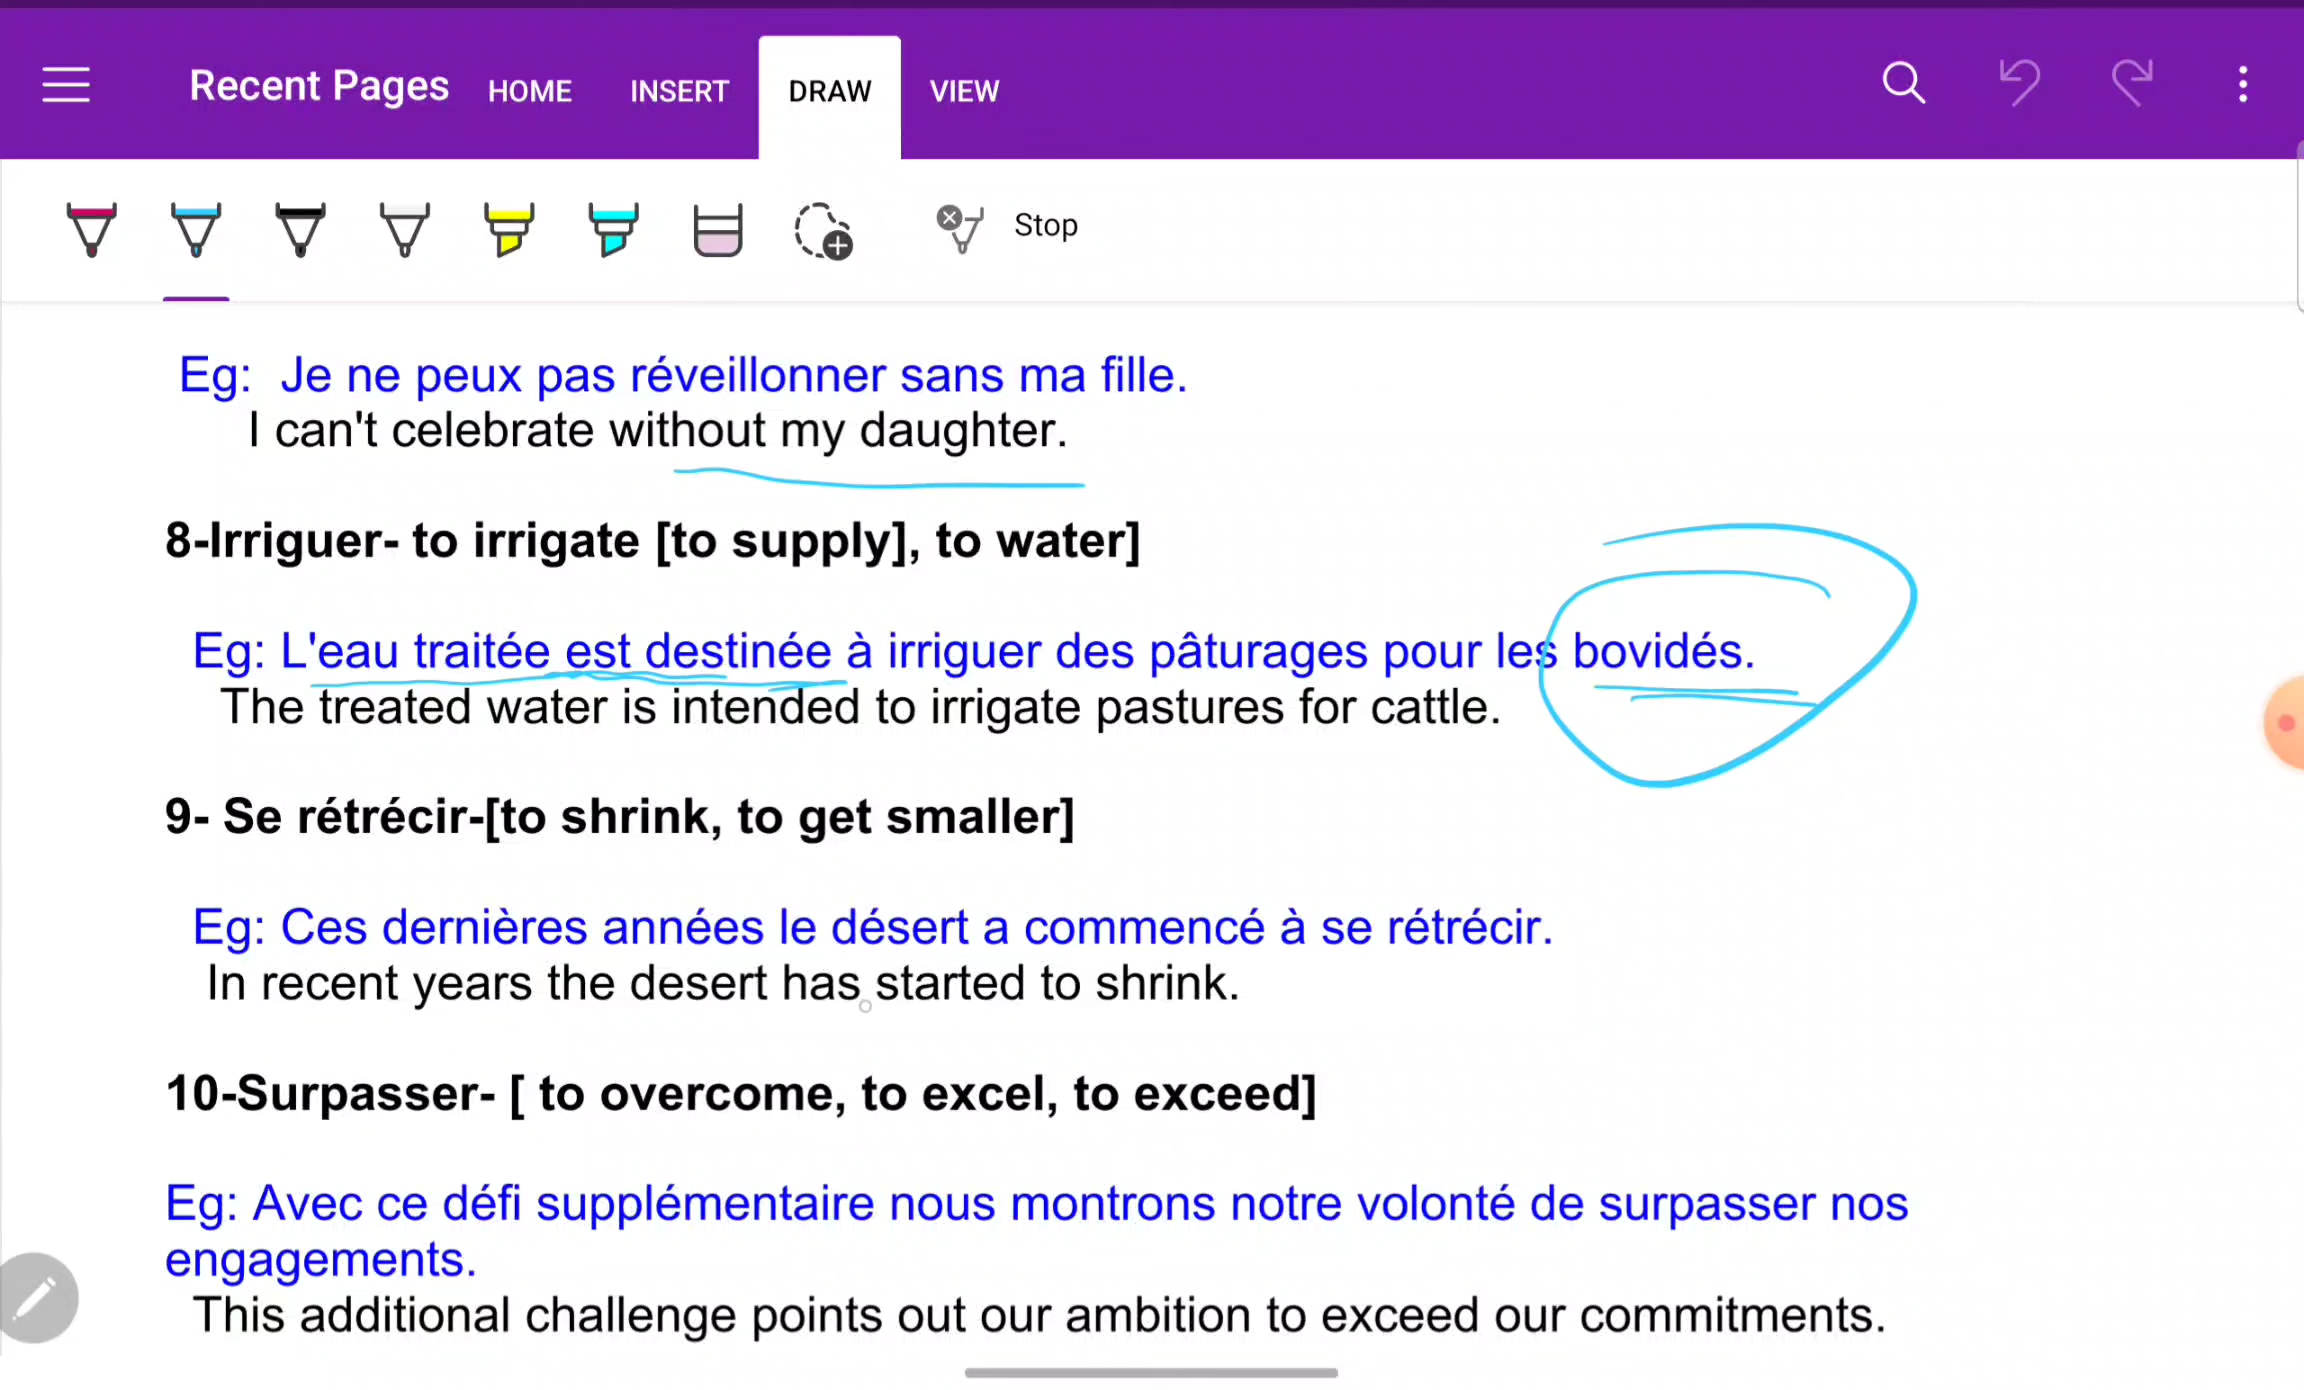 Recent Pages HOME INSERT DRAW VIEW
Stop
Eg: Je ne peux pas réveillonner sans ma fille.
I can't celebrate without my daughter.
8-Irriguer- to irrigate [to supply], to water]
Eg: L'eau traitée est destinée à irriguer des pâturages pour les bovidés.
The treated water is intended to irrigate pastures for cattle.
9- Se rétrécir-[to shrink, to get smaller]
Eg: Ces dernières années le désert a commencé à se rétrécir.
In recent years the desert has started to shrink.
10-Surpasser- [ to overcome, to excel, to exceed]
Eg: Avec ce défi supplémentaire nous montrons notre volonté de surpasser nos
engagements.
This additional challenge points out our ambition to exceed our commitments.